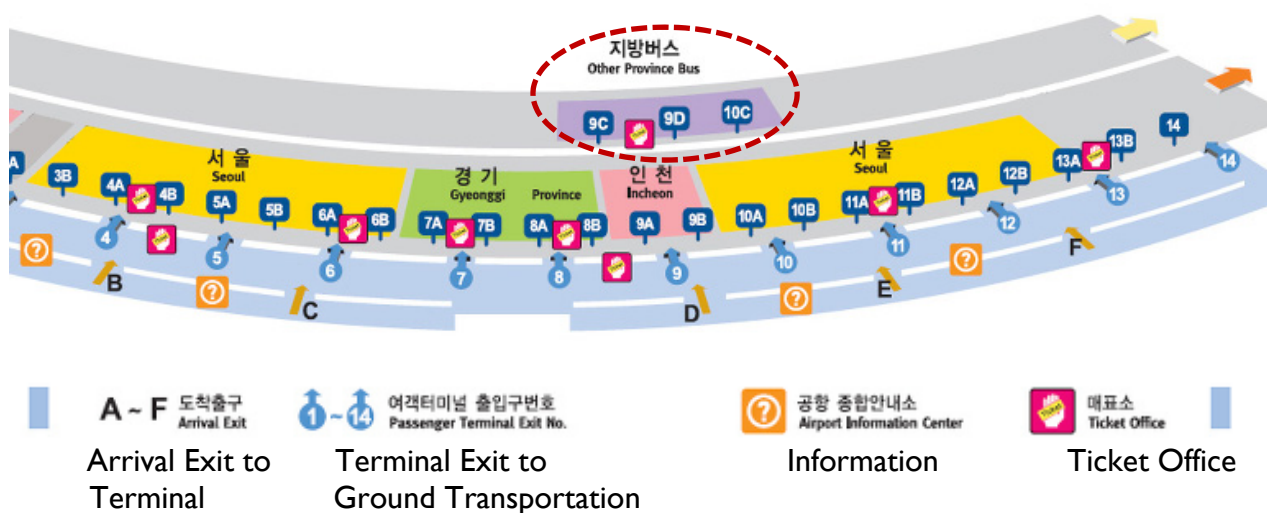 지방버스
Other Province Bus
9C
9D
10C
서 울
Seoul
경 기
Gyeonggi Province
인 천
Incheon
서 울
Seoul
A
3B
4A
4B
5A
5B
6A
6B
7A
7B
8A
8B
9A
9B
10A
10B
11A
11B
12A
12B
13A
13B
14
4
5
6
7
8
9
10
11
12
13
14
B
C
D
E
F
A ~ F 도착출구
Arrival Exit
1 ~ 14 여객터미널 출입구번호
Passenger Terminal Exit No.
공항 종합안내소
Airport Information Center
매표소
Ticket Office
Arrival Exit to
Terminal
Terminal Exit to
Ground Transportation
Information
Ticket Office